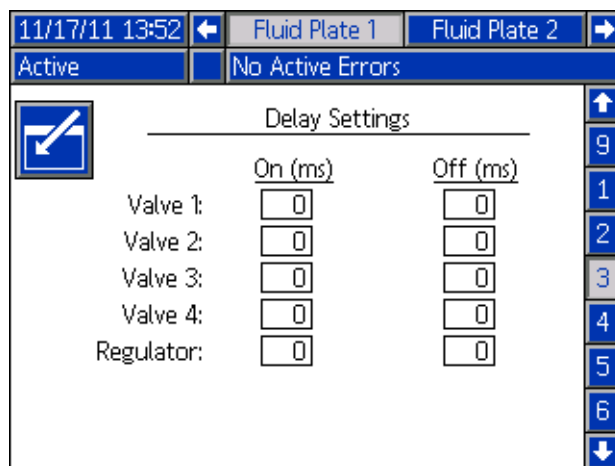 11/17/11 13:52 Fluid Plate 1 Fluid Plate 2
Active No Active Errors
Delay Settings
On (ms) Off (ms)
Valve 1: 0 0
Valve 2: 0 0
Valve 3: 0 0
Valve 4: 0 0
Regulator: 0 0
9
1
2
3
4
5
6